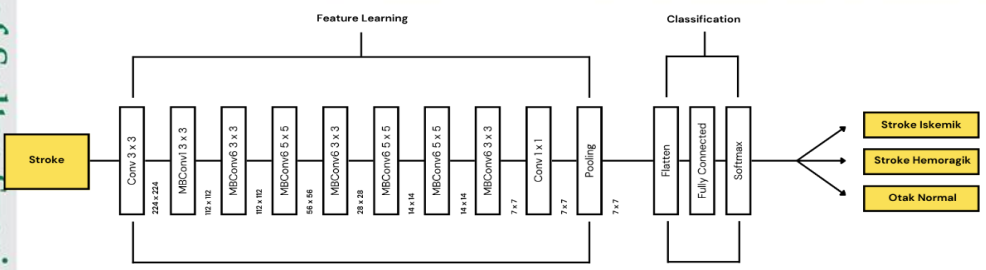 Feature Learning
Classification
Stroke
Conv 3 x 3
224 x 224
MBConv1 3 x 3
112 x 112
MBConv6 3 x 3
112 x 112
MBConv6 5 x 5
56 x 56
MBConv6 3 x 3
28 x 28
MBConv6 5 x 5
14 x 14
MBConv6 5 x 5
14 x 14
MBConv6 3 x 3
7 x 7
Conv 1 x 1
7 x 7
Pooling
7 x 7
Flatten
Fully Connected
Softmax
Stroke Iskemik
Stroke Hemoragik
Otak Normal